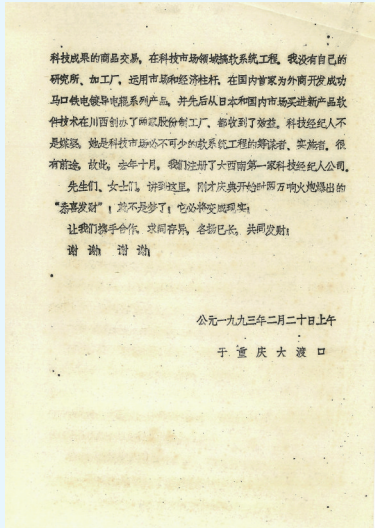 科技成果的商品交易，在科技市场领域搞软系统工程。我没有自己的
研究所、加工厂，运用市场和经济杠杆，在国内首家为外商开发成功
马口铁电镀导电辊系列产品，并先后从日本和国内市场买进新产品软
件技术在川西创办了两家股份制工厂、都收到了效益。科技经纪人不
是媒婆，她是科技市场必不可少的软系统工程的筹谋者、实施者，很
有前途，故此，去年十月，我们注册了大西南第一家科技经纪人公司。
先生们、女士们，讲到这里，刚才庆典开始时四万响火炮爆出的
“恭喜发财”！这不是梦了！它必将变成现实！
让我们携手合作，求同存异，各扬已长，共同发财！
谢谢！谢谢！
公元一九九三年二月二十日上午
于重庆大渡口